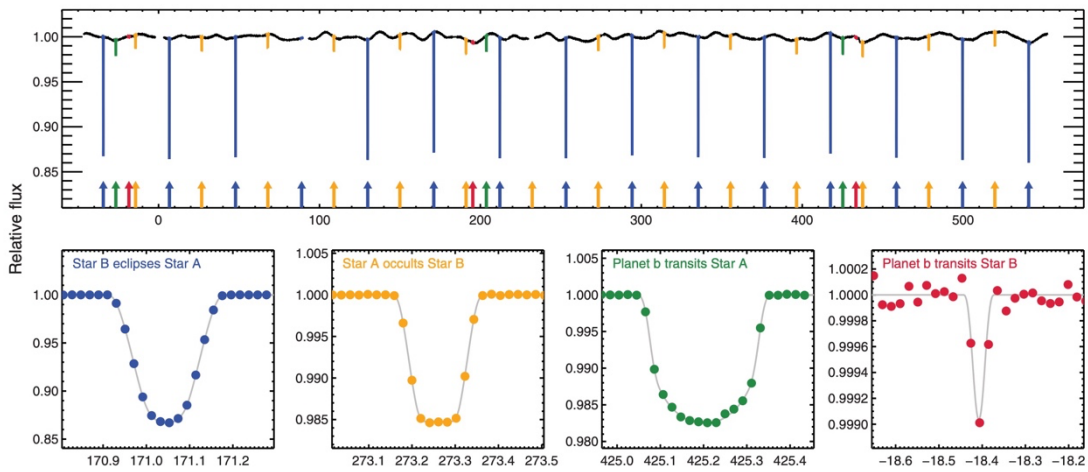 1.00
0.95
0.90
0.85
0 100 200 300 400 500
Relative flux
Star B eclipses Star A
1.00
0.95
0.90
0.85
170.9 171.0 171.1 171.2
Star A occults Star B
1.005
1.000
0.995
0.990
0.985
273.1 273.2 273.3 273.4 273.5
Planet b transits Star A
1.005
1.000
0.995
0.990
0.985
0.980
425.0 425.1 425.2 425.3 425.4
Planet b transits Star B
1.0002
1.0000
0.9998
0.9996
0.9994
0.9992
0.9990
−18.6 −18.5 −18.4 −18.3 −18.2